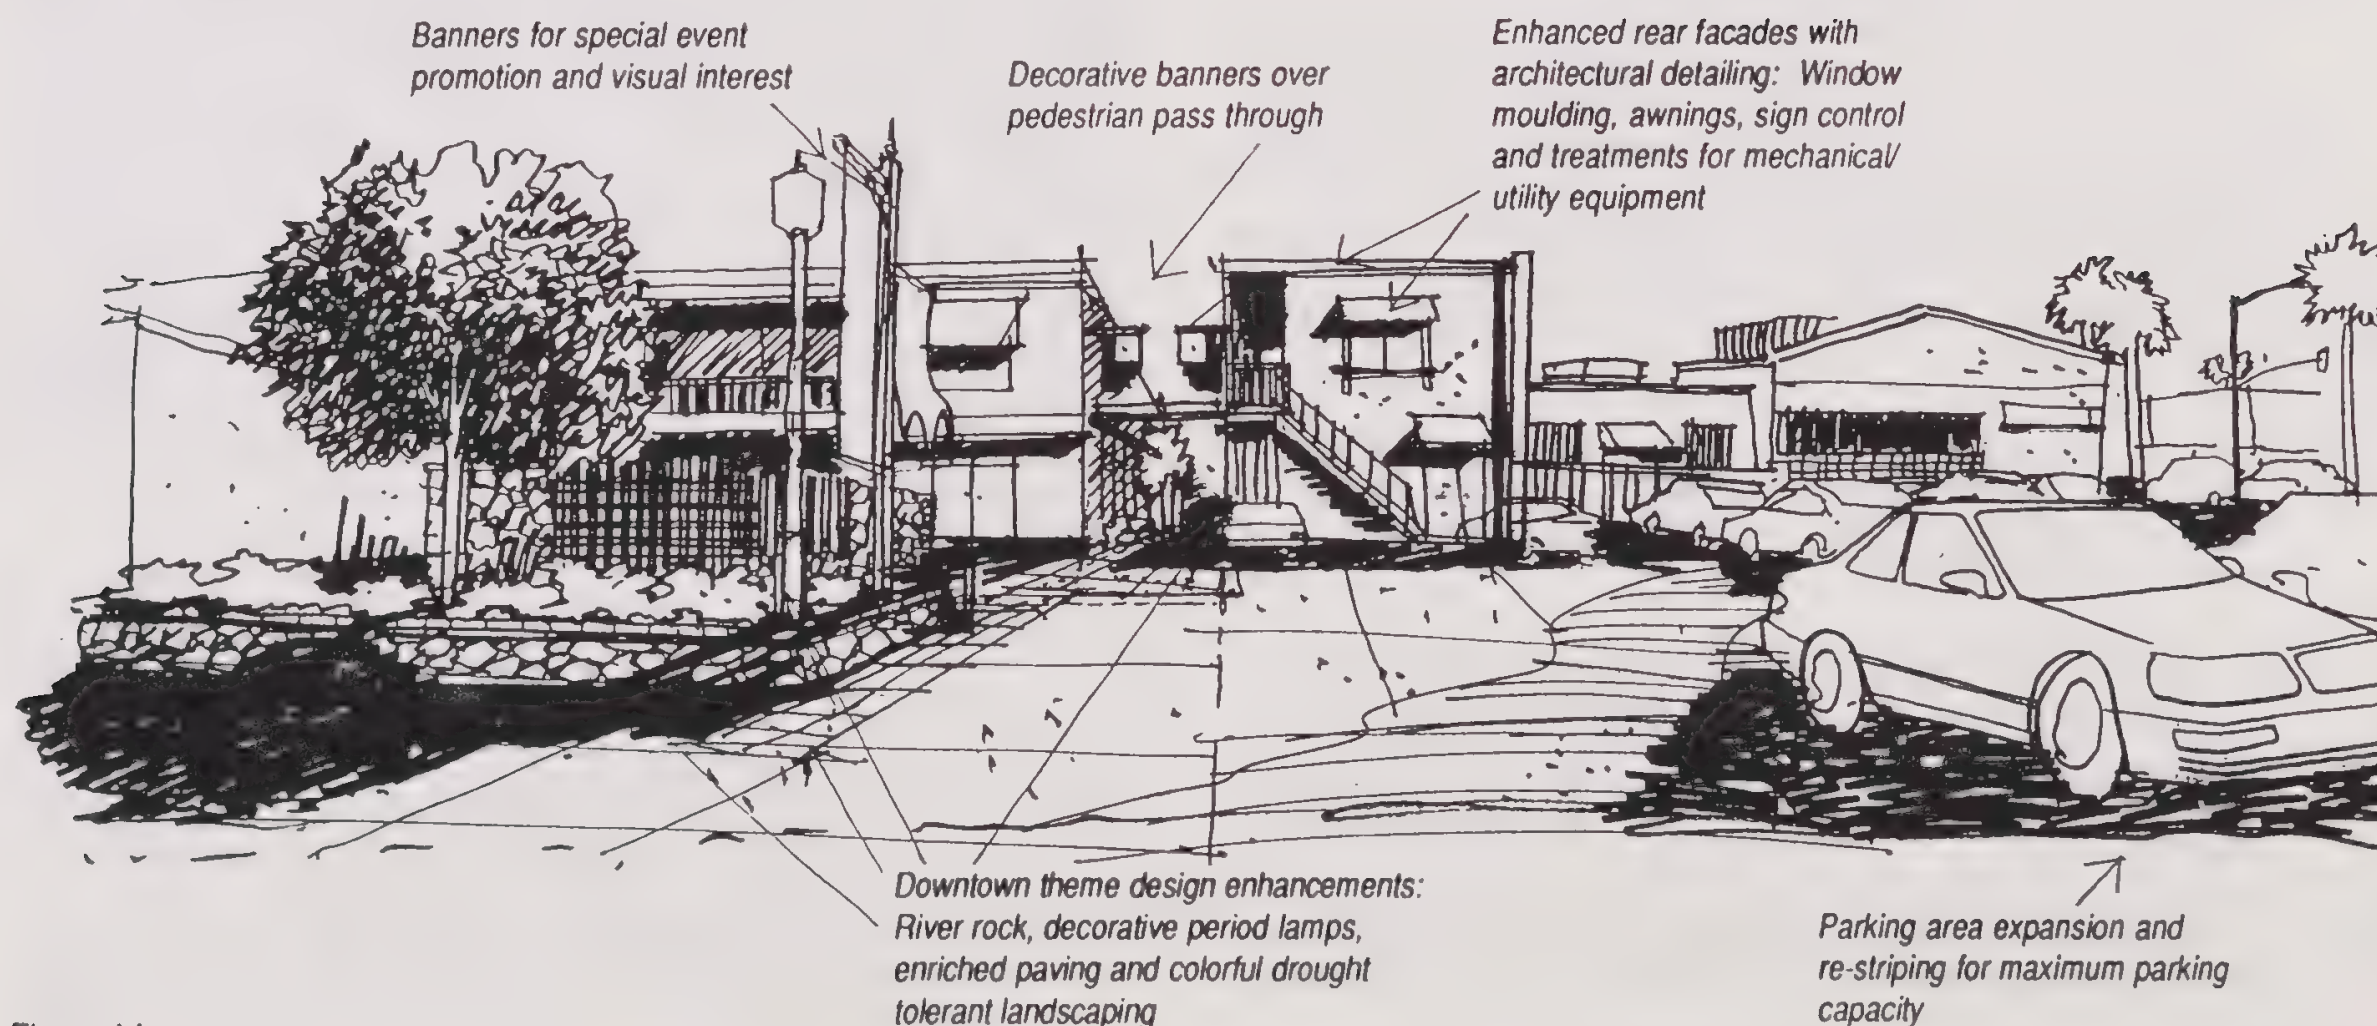 Banners for special event
promotion and visual interest
Decorative banners over
pedestrian pass through
Enhanced rear facades with
architectural detailing: Window
moulding, awnings, sign control
and treatments for mechanical/
utility equipment
Downtown theme design enhancements:
River rock, decorative period lamps,
enriched paving and colorful drought
tolerant landscaping
Parking area expansion and
re-striping for maximum parking
capacity